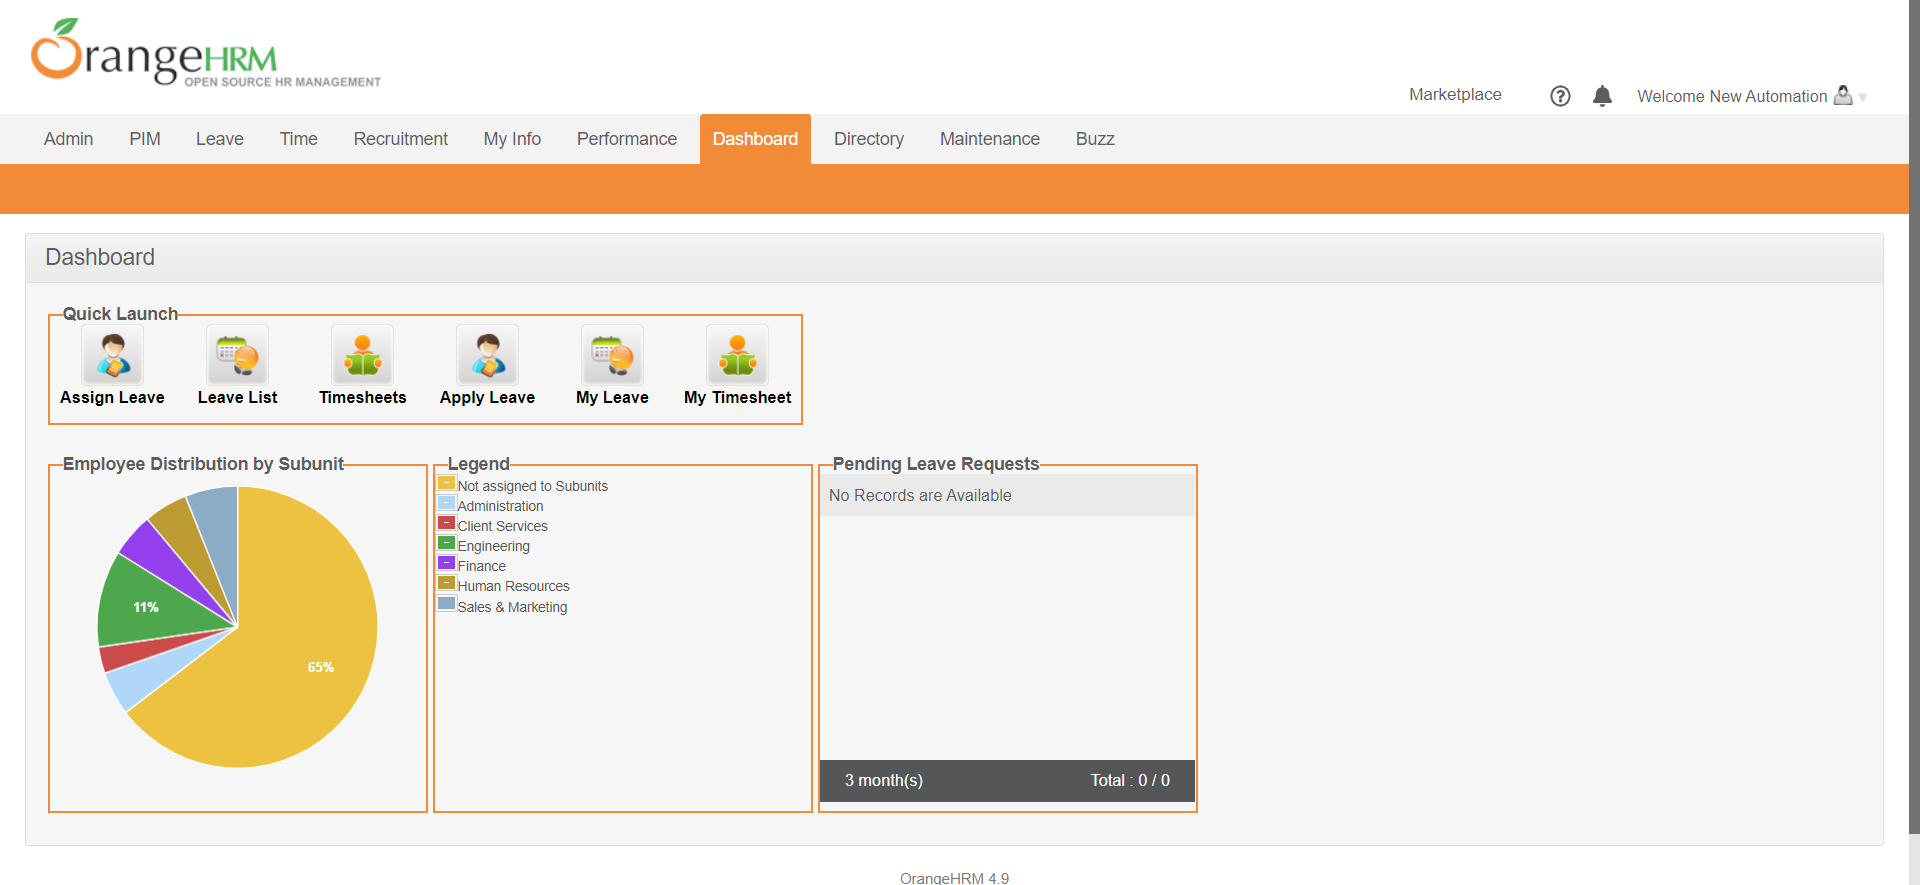 OrangeHRM
OPEN SOURCE HR MANAGEMENT
Marketplace
Welcome New Automation
Admin
PIM
Leave
Time
Recruitment
My Info
Performance
Dashboard
Directory
Maintenance
Buzz
Dashboard
Quick Launch
Assign Leave
Leave List
Timesheets
Apply Leave
My Leave
My Timesheet
Employee Distribution by Subunit
11%
65%
Legend
Not assigned to Subunits
Administration
Client Services
Engineering
Finance
Human Resources
Sales & Marketing
Pending Leave Requests
No Records are Available
3 month(s)
Total : 0 / 0
OrangeHRM 4.9